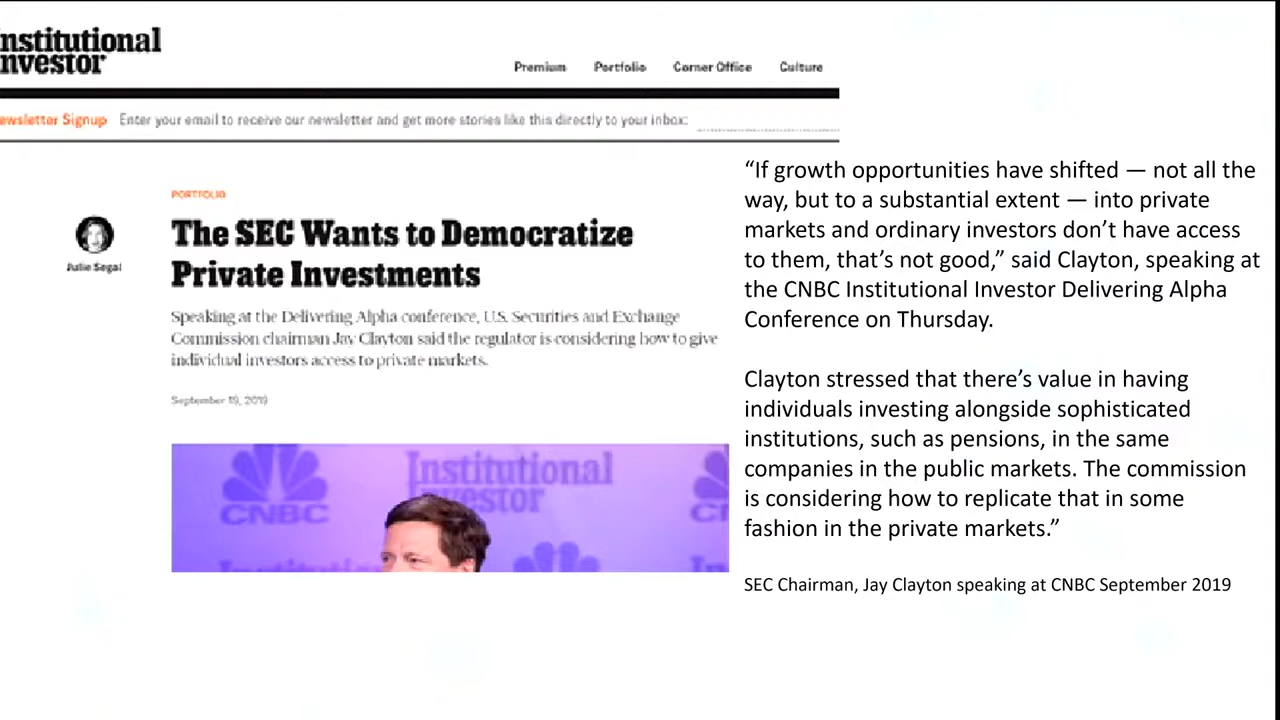 nstitutional
nvestor
Premium Portfolio Corner Office Culture
ewsletter Signup Enter your email to receive our newsletter and get more stories like this directly to your inbox:
PORTFOLIO
The SEC Wants to Democratize
Private Investments
Julie Segal
Speaking at the Delivering Alpha conference, U.S. Securities and Exchange
Commission chairman Jay Clayton said the regulator is considering how to give
individual investors access to private markets.
September 19, 2019
CNBC
Institutional
vestor
CN
Institutional
In
“If growth opportunities have shifted — not all the
way, but to a substantial extent — into private
markets and ordinary investors don’t have access
to them, that’s not good,” said Clayton, speaking at
the CNBC Institutional Investor Delivering Alpha
Conference on Thursday.
Clayton stressed that there’s value in having
individuals investing alongside sophisticated
institutions, such as pensions, in the same
companies in the public markets. The commission
is considering how to replicate that in some
fashion in the private markets.”
SEC Chairman, Jay Clayton speaking at CNBC September 2019